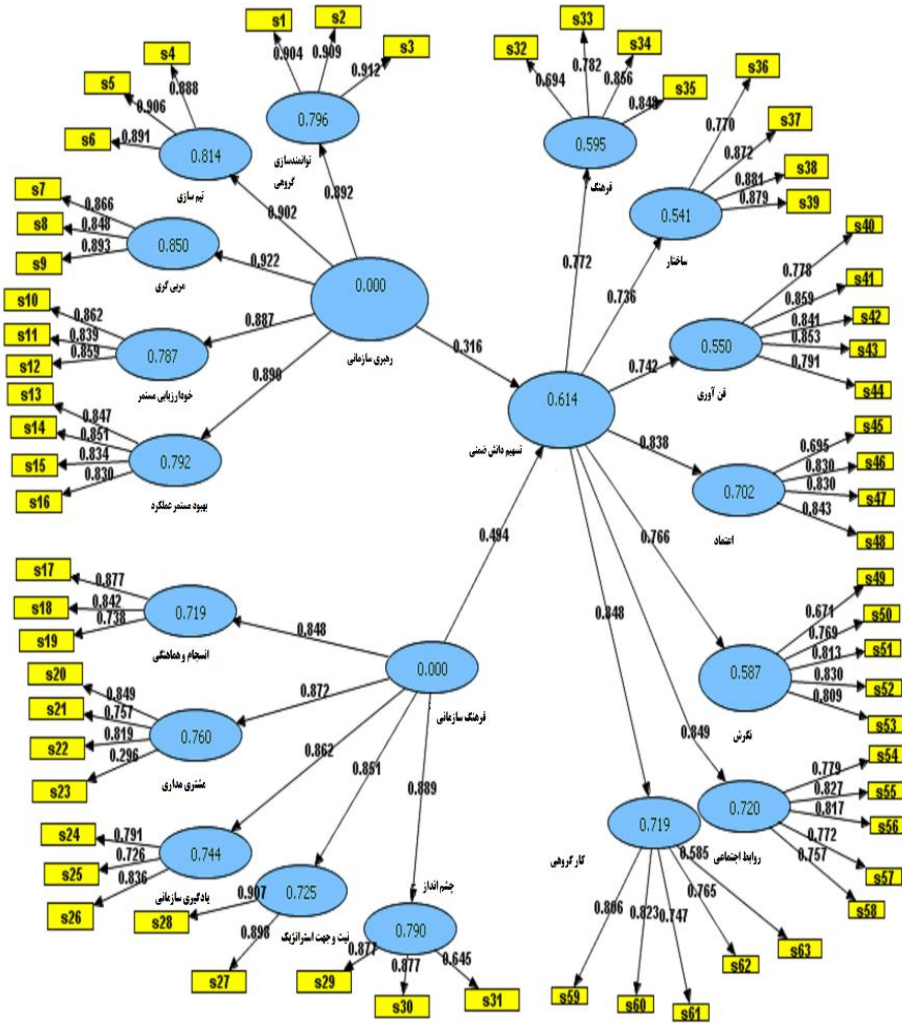 s1
s2
s3
0.904
0.909
0.912
0.796
توانمندسازی
گروهی
0.892
s4
s5
s6
0.888
0.906
0.891
0.814
تیم سازی
0.902
s7
s8
s9
0.866
0.848
0.893
0.850
مربی گری
0.922
s10
s11
s12
0.862
0.839
0.859
0.787
خودارزیابی مستمر
0.887
s13
s14
s15
s16
0.847
0.851
0.834
0.830
0.792
بهبود مستمر عملکرد
0.890
0.000
رهبری سازمانی
0.316
s17
s18
s19
0.877
0.842
0.738
0.719
انسجام و هماهنگی
0.848
s20
s21
s22
s23
0.849
0.757
0.819
0.296
0.760
مشتری مداری
0.872
s24
s25
s26
0.791
0.726
0.836
0.744
یادگیری سازمانی
0.862
s28
s27
0.907
0.898
0.725
نیت و جهت استراتژیک
0.851
چشم انداز
0.790
0.877
0.877
0.645
s29
s30
s31
0.889
0.000
فرهنگ سازمانی
0.494
0.614
تسهیم دانش ضمنی
s32
s33
s34
s35
0.694
0.782
0.856
0.848
0.595
فرهنگ
0.772
s36
s37
s38
s39
0.770
0.872
0.881
0.879
0.541
ساختار
0.736
s40
s41
s42
s43
s44
0.778
0.859
0.841
0.853
0.791
0.550
فن آوری
0.742
s45
s46
s47
s48
0.695
0.830
0.830
0.843
0.702
اعتماد
0.838
s49
s50
s51
s52
s53
0.671
0.769
0.813
0.830
0.809
0.587
نگرش
0.766
s54
s55
s56
s57
s58
0.779
0.827
0.817
0.772
0.757
0.720
روابط اجتماعی
0.849
0.719
کار گروهی
0.848
0.823
0.747
0.765
0.585
s59
s60
s61
s62
s63